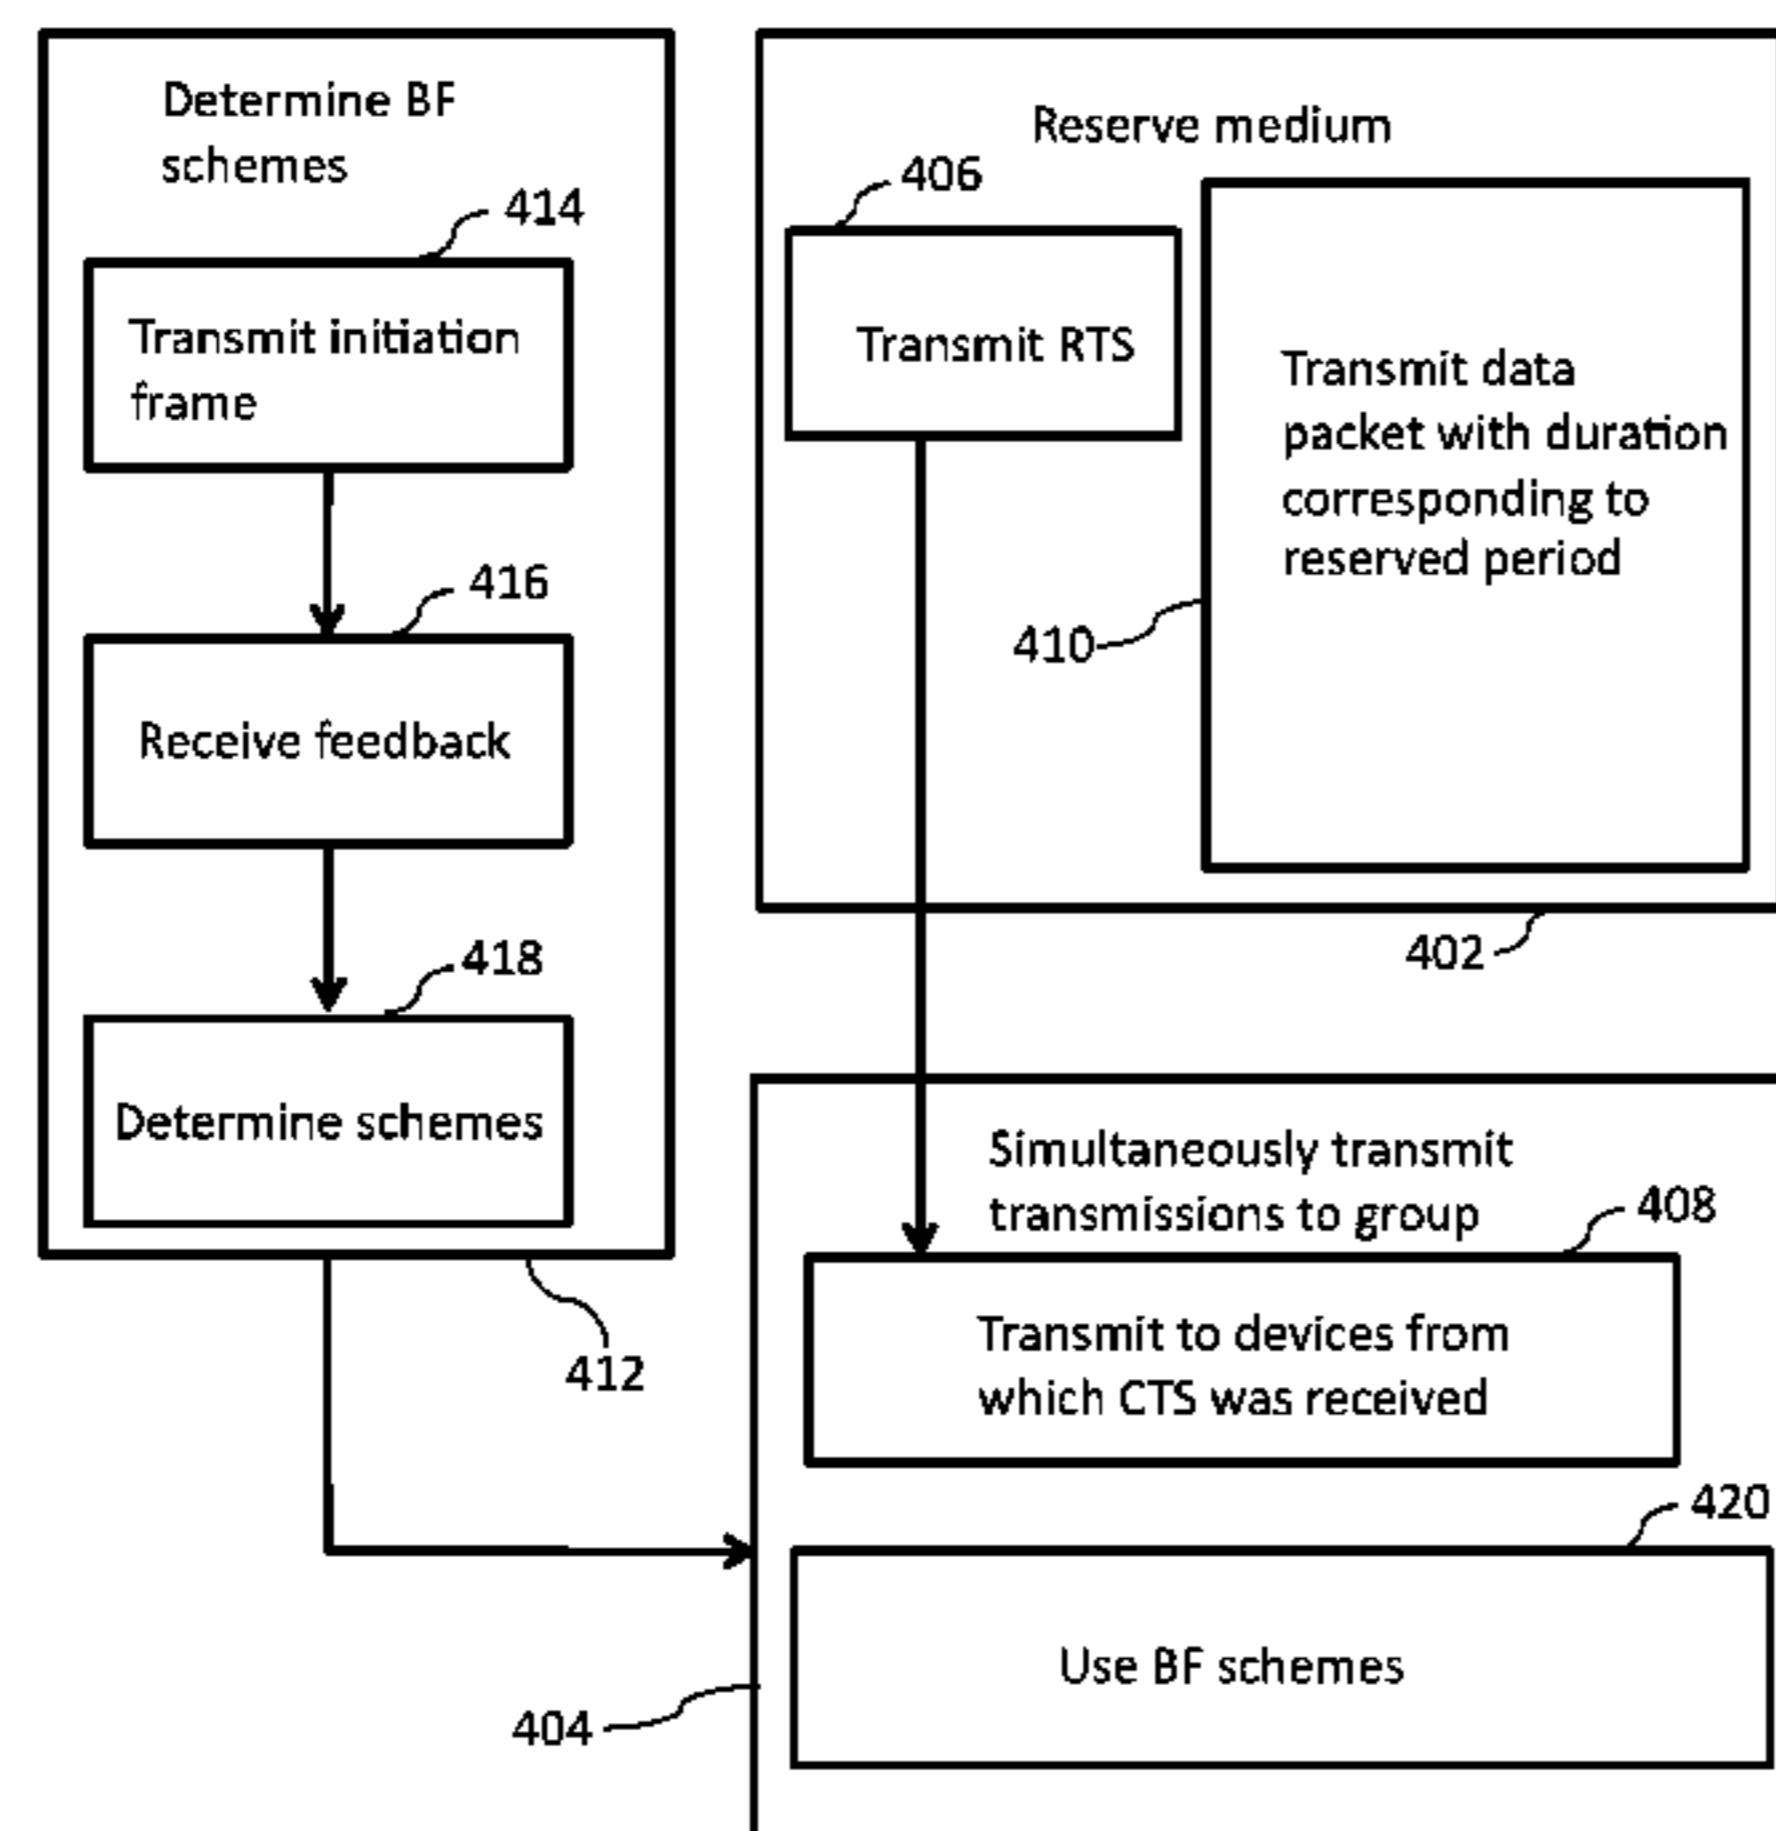 Determine BF
schemes
414
Transmit initiation
frame
416
Receive feedback
418
Determine schemes
412
Reserve medium
406
Transmit RTS
Transmit data
packet with duration
corresponding to
reserved period
410
402
Simultaneously transmit
transmissions to group
408
Transmit to devices from
which CTS was received
420
Use BF schemes
404